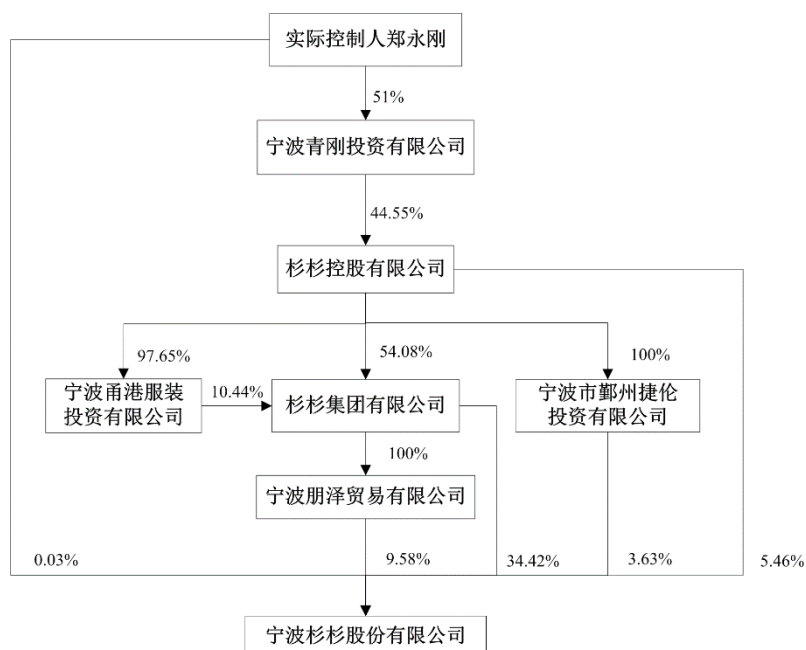 实际控制人郑永刚
51%
宁波青刚投资有限公司
44.55%
杉杉控股有限公司
97.65%
54.08%
100%
宁波甬港服装
投资有限公司
10.44%
杉杉集团有限公司
宁波市鄞州捷伦
投资有限公司
100%
宁波朋泽贸易有限公司
0.03%
9.58%
34.42%
3.63%
5.46%
宁波杉杉股份有限公司